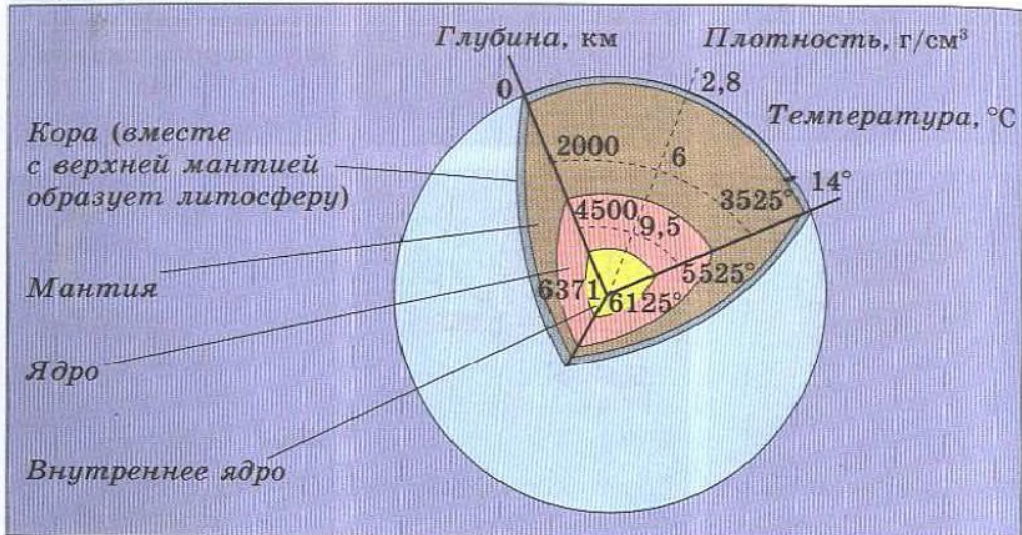 Глубина, км
Плотность, г/см³
0
2,8
Температура, °C
Кора (вместе
с верхней мантией
образует литосферу)
2000
6
14°
3525°
4500
9,5
5525°
Мантия
6371
6125°
Ядро
Внутреннее ядро